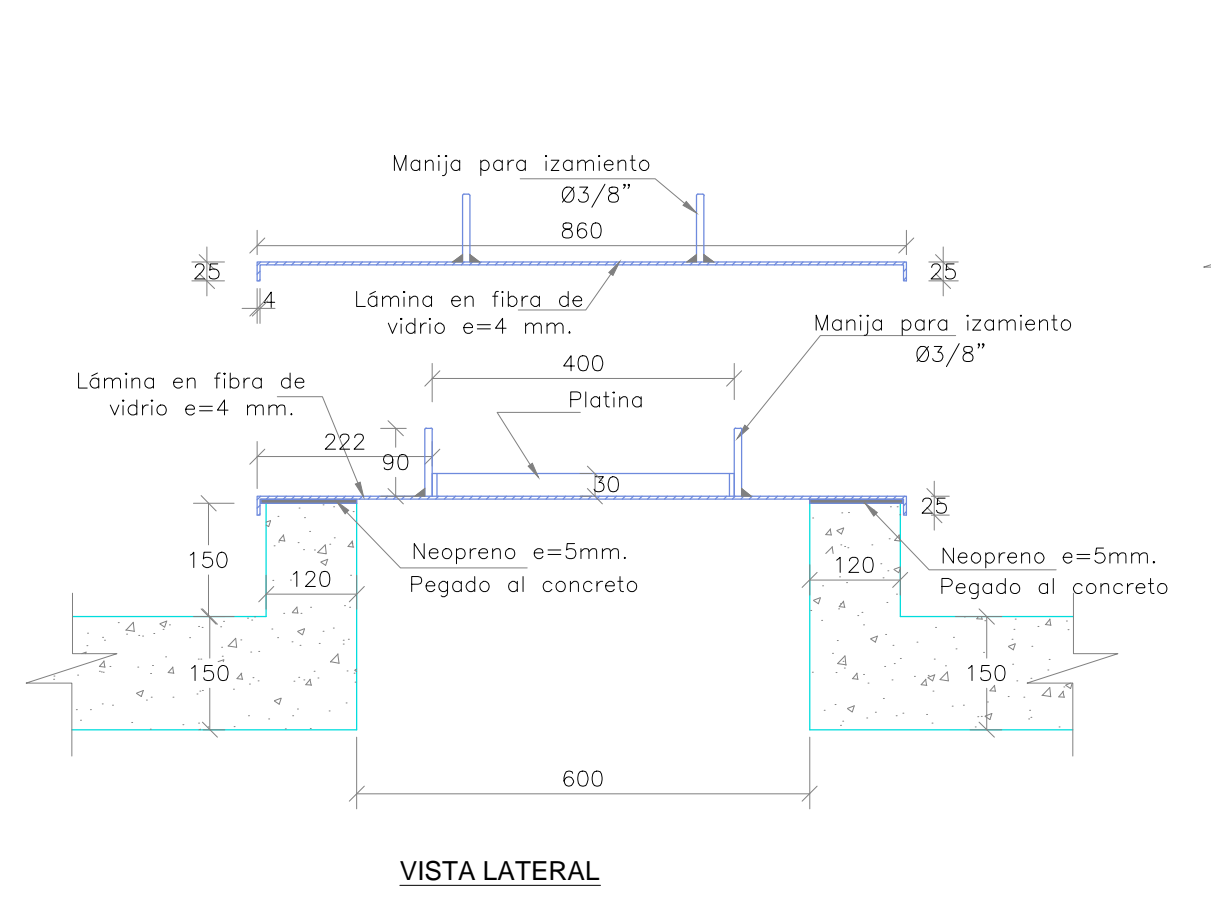 Manija para izamiento
Ø3/8”
860
25
25
4
Lámina en fibra de
vidrio e=4 mm.
Manija para izamiento
Ø3/8”
400
Lámina en fibra de
vidrio e=4 mm.
Platina
222
90
30
25
Neopreno e=5mm.
Pegado al concreto
Neopreno e=5mm.
Pegado al concreto
150
120
120
150
150
600
VISTA LATERAL